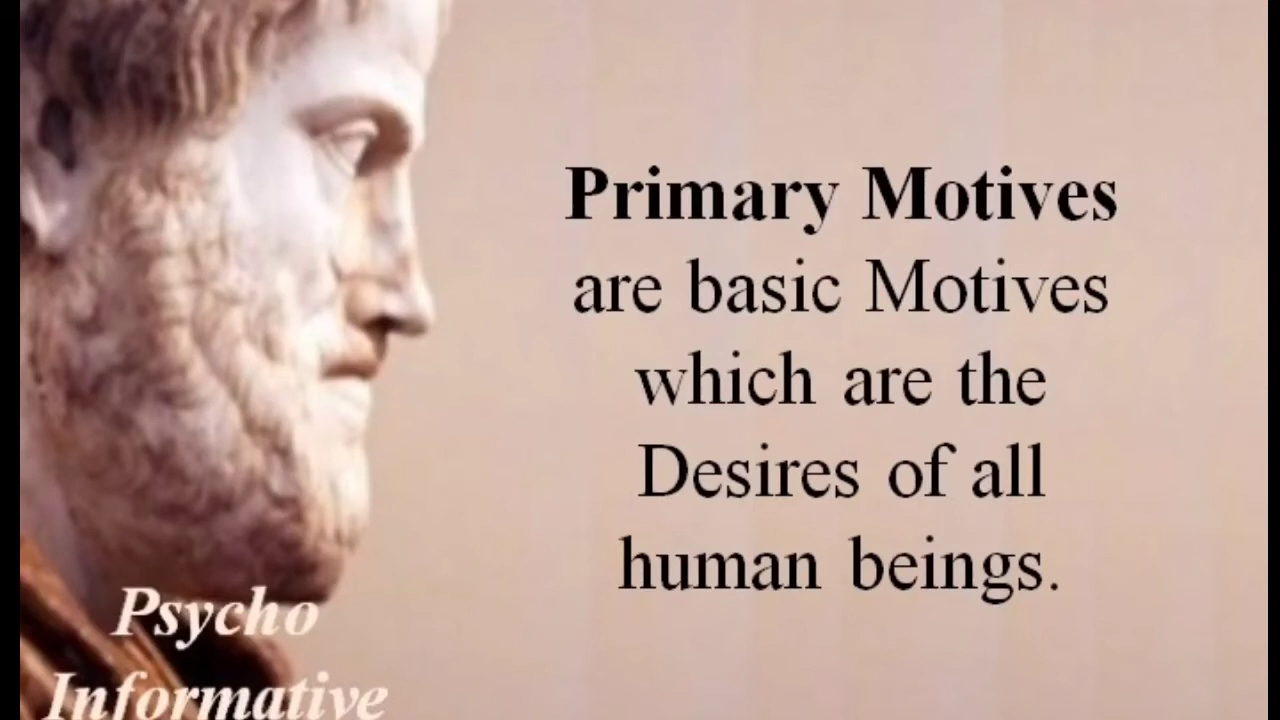 Primary Motives
are basic Motives
which are the
Desires of all
human beings.
Psycho
Informative